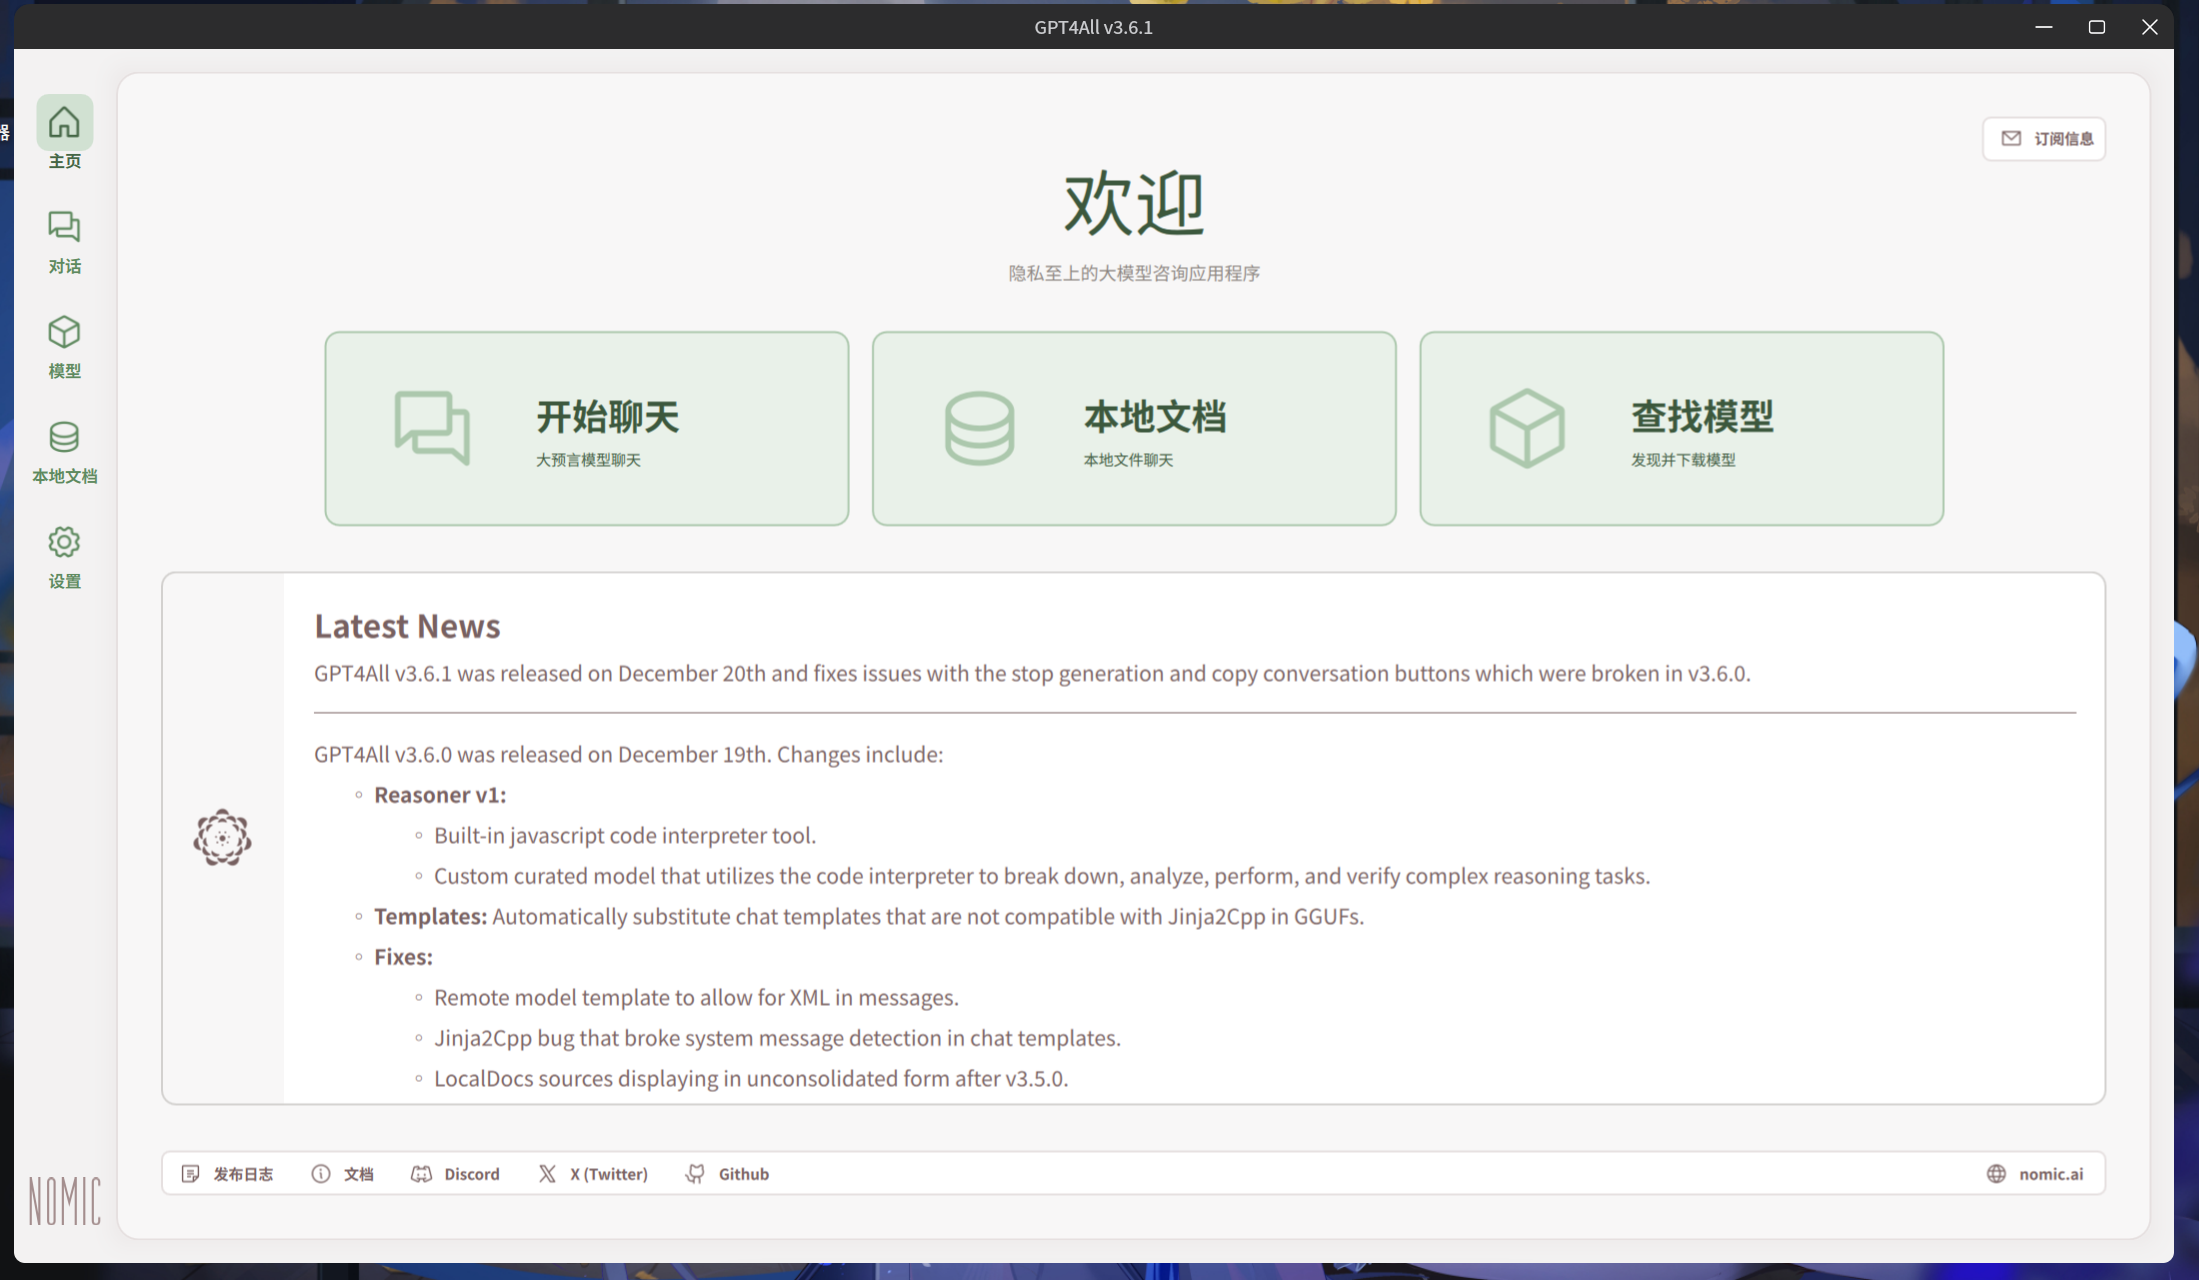 GPT4All v3.6.1
器
主页
对话
模型
本地文档
设置
NOMIC
订阅信息
欢迎
隐私至上的大模型咨询应用程序
开始聊天
大预言模型聊天
本地文档
本地文件聊天
查找模型
发现并下载模型
Latest News
GPT4All v3.6.1 was released on December 20th and fixes issues with the stop generation and copy conversation buttons which were broken in v3.6.0.
GPT4All v3.6.0 was released on December 19th. Changes include:
Reasoner v1:
Built-in javascript code interpreter tool.
Custom curated model that utilizes the code interpreter to break down, analyze, perform, and verify complex reasoning tasks.
Templates: Automatically substitute chat templates that are not compatible with Jinja2Cpp in GGUFs.
Fixes:
Remote model template to allow for XML in messages.
Jinja2Cpp bug that broke system message detection in chat templates.
LocalDocs sources displaying in unconsolidated form after v3.5.0.
发布日志 文档 Discord X (Twitter) Github nomic.ai